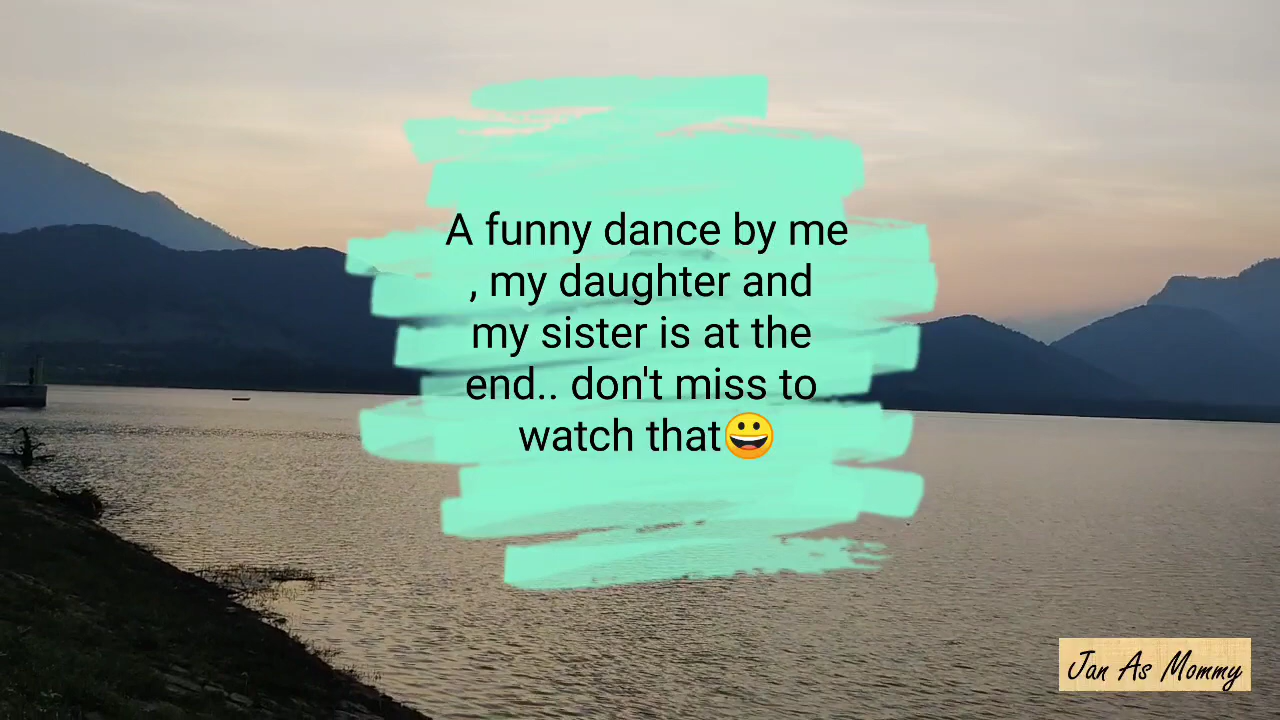 A funny dance by me
, my daughter and
my sister is at the
end.. don't miss to
watch that😀
Jan As Mommy